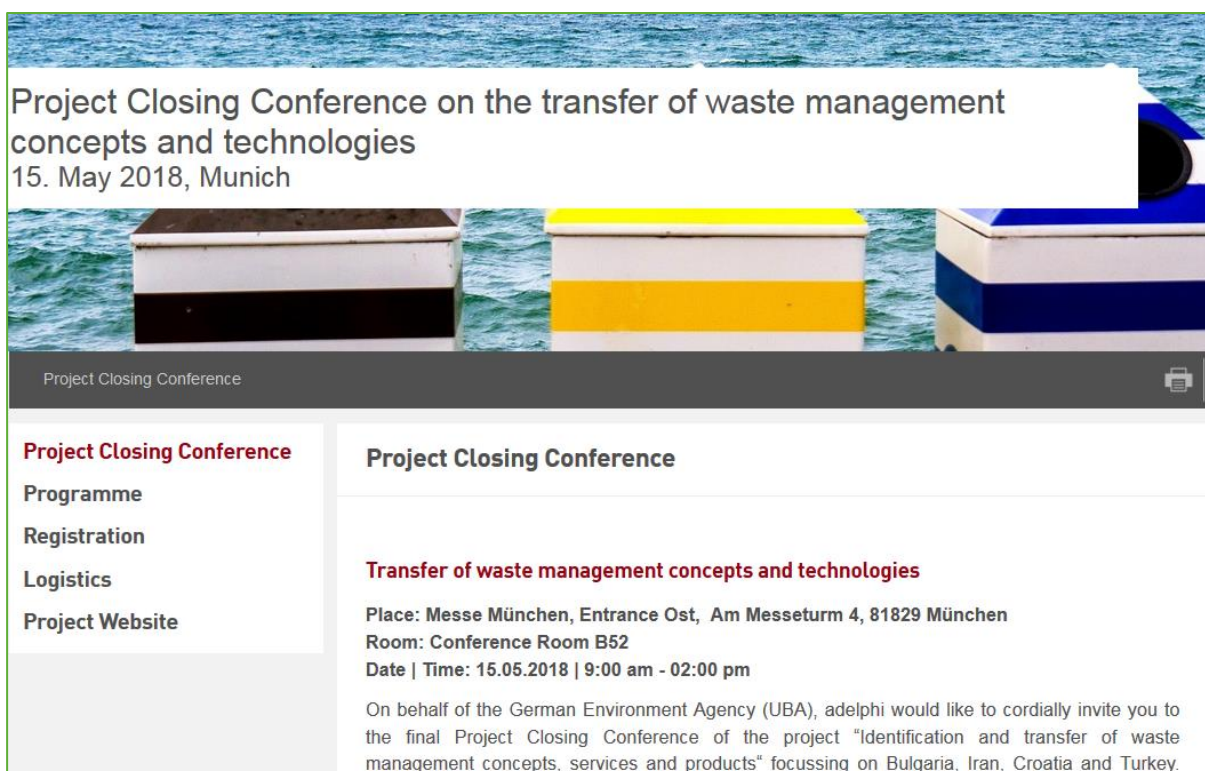 Project Closing Conference on the transfer of waste management
concepts and technologies
15. May 2018, Munich
Project Closing Conference
Project Closing Conference
Programme
Registration
Logistics
Project Website
Project Closing Conference
Transfer of waste management concepts and technologies
Place: Messe München, Entrance Ost, Am Messeturm 4, 81829 München
Room: Conference Room B52
Date | Time: 15.05.2018 | 9:00 am - 02:00 pm
On behalf of the German Environment Agency (UBA), adelphi would like to cordially invite you to
the final Project Closing Conference of the project "Identification and transfer of waste
management concepts, services and products“ focussing on Bulgaria, Iran, Croatia and Turkey.